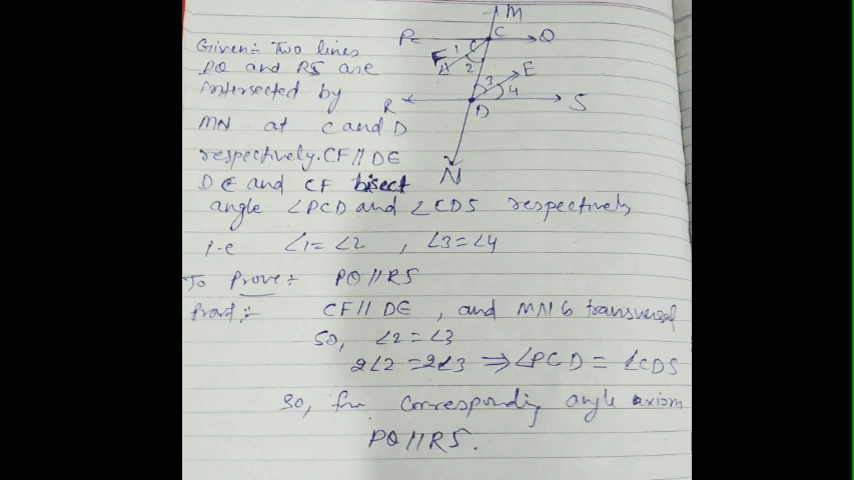 M
P C Q
F 1 2
3 E
4
R D S
N
Given:- Two lines
PQ and RS are
intersected by
MN at C and D
respectively. CF // DE
DE and CF bisect
angle ∠PCD and ∠CDS respectively
i.e ∠1 = ∠2 , ∠3 = ∠4
To Prove:- PQ // RS
Proof:- CF // DE , and MN is transversal
So, ∠2 = ∠3
2∠2 = 2∠3 ⇒ ∠PCD = ∠CDS
So, corresponding angle axiom
PQ // RS.